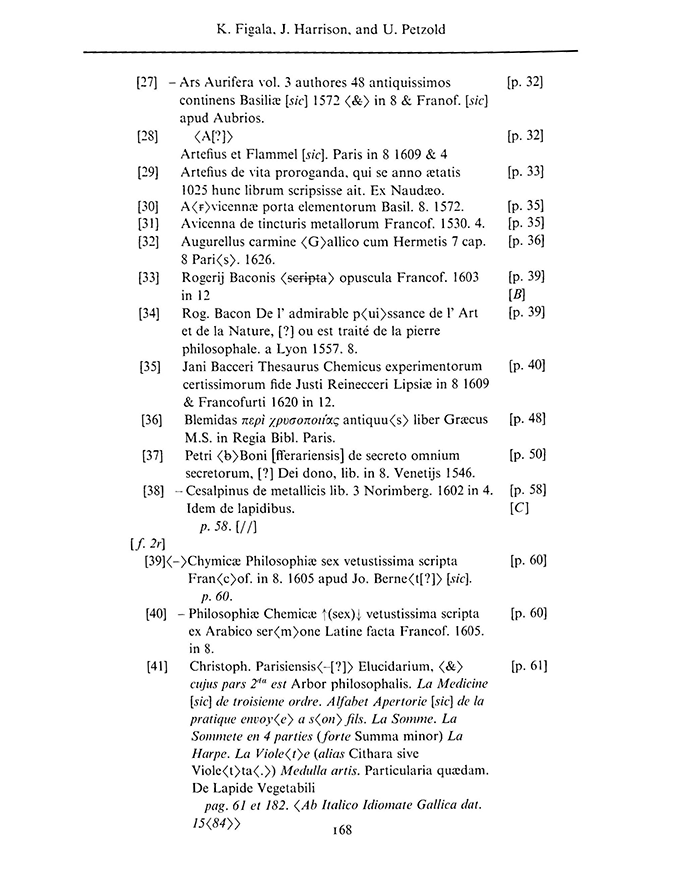 K. Figala, J. Harrison, and U. Petzold
[27] – Ars Aurifera vol. 3 authores 48 antiquissimos [p. 32]
continens Basiliæ [sic] 1572 ⟨&⟩ in 8 & Franof. [sic]
apud Aubrios.
[28] ⟨A[?]⟩ [p. 32]
Artefius et Flammel [sic]. Paris in 8 1609 & 4
[29] Artefius de vita proroganda, qui se anno ætatis [p. 33]
1025 hunc librum scripsisse ait. Ex Naudæo.
[30] A⟨r⟩vicennæ porta elementorum Basil. 8. 1572. [p. 35]
[31] Avicenna de tincturis metallorum Francof. 1530. 4. [p. 35]
[32] Augurellus carmine ⟨G⟩allico cum Hermetis 7 cap. [p. 36]
8 Pari⟨s⟩. 1626.
[33] Rogerij Baconis ⟨scripta⟩ opuscula Francof. 1603 [p. 39]
in 12 [B]
[34] Rog. Bacon De l' admirable p⟨ui⟩ssance de l' Art [p. 39]
et de la Nature, [?] ou est traité de la pierre
philosophale. a Lyon 1557. 8.
[35] Jani Bacceri Thesaurus Chemicus experimentorum [p. 40]
certissimorum fide Justi Reinecceri Lipsiæ in 8 1609
& Francofurti 1620 in 12.
[36] Blemidas περὶ χρυσοποιίας antiquu⟨s⟩ liber Græcus [p. 48]
M.S. in Regia Bibl. Paris.
[37] Petri ⟨b⟩Boni [fferariensis] de secreto omnium [p. 50]
secretorum, [?] Dei dono, lib. in 8. Venetijs 1546.
[38] – Cesalpinus de metallicis lib. 3 Norimberg. 1602 in 4. [p. 58]
Idem de lapidibus. [C]
p. 58. [//]
[f. 2r]
[39]⟨–⟩Chymicæ Philosophiæ sex vetustissima scripta [p. 60]
Fran⟨c⟩of. in 8. 1605 apud Jo. Berne⟨t[?]⟩ [sic].
p. 60.
[40] – Philosophiæ Chemicæ ↑(sex)↓ vetustissima scripta [p. 60]
ex Arabico ser⟨m⟩one Latine facta Francof. 1605.
in 8.
[41] Christoph. Parisiensis⟨–[?]⟩ Elucidarium, ⟨&⟩ [p. 61]
cujus pars 2ᵈᵃ est Arbor philosophalis. La Medicine
[sic] de troisieme ordre. Alfabet Apertorie [sic] de la
pratique envoy⟨e⟩ a s⟨on⟩ fils. La Somme. La
Sommete en 4 parties (forte Summa minor) La
Harpe. La Viole⟨t⟩e (alias Cithara sive
Viole⟨t⟩ta⟨.⟩) Medulla artis. Particularia quædam.
De Lapide Vegetabili
pag. 61 et 182. ⟨Ab Italico Idiomate Gallica dat.
15⟨84⟩⟩
168